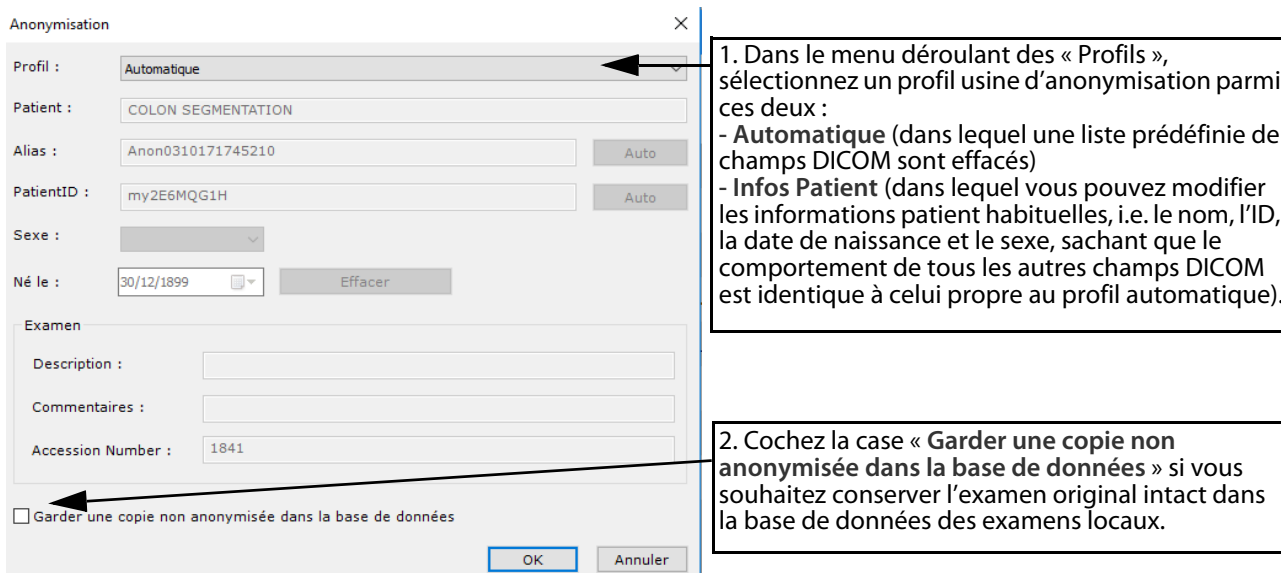 Anonymisation
Profil :
Automatique
Patient :
COLON SEGMENTATION
Alias :
Anon0310171745210
Auto
PatientID :
my2E6MQG1H
Auto
Sexe :
Né le :
30/12/1899
Effacer
Examen
Description :
Commentaires :
Accession Number :
1841
Garder une copie non anonymisée dans la base de données
OK
Annuler
1. Dans le menu déroulant des « Profils »,
sélectionnez un profil usine d’anonymisation parmi
ces deux :
- Automatique (dans lequel une liste prédéfinie de
champs DICOM sont effacés)
- Infos Patient (dans lequel vous pouvez modifier
les informations patient habituelles, i.e. le nom, l’ID,
la date de naissance et le sexe, sachant que le
comportement de tous les autres champs DICOM
est identique à celui propre au profil automatique).
2. Cochez la case « Garder une copie non
anonymisée dans la base de données » si vous
souhaitez conserver l’examen original intact dans
la base de données des examens locaux.